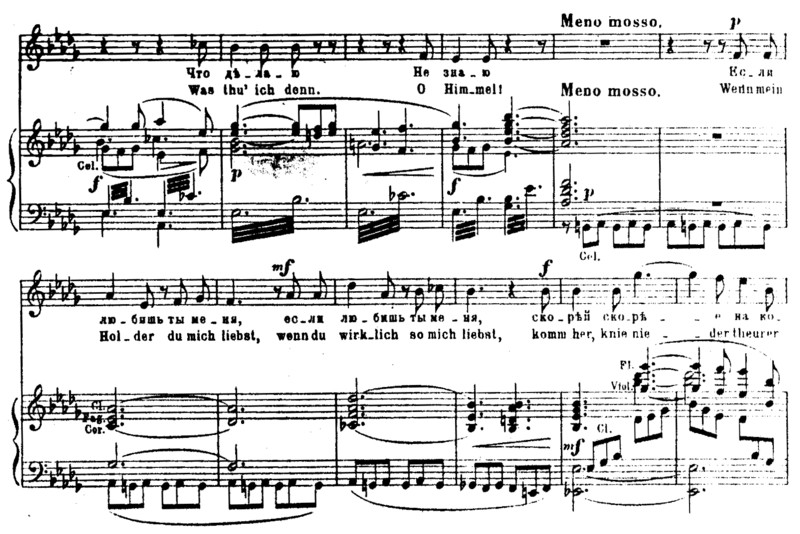 Meno mosso. p
Что дѣ_ла_ю Не зна_ю Ес_ли
Was thu' ich denn. O Him_mel! Meno mosso. Wenn mein
Cel.
f p f p
Cel.
mf f
лю_бишь ты ме_ня, ес_ли лю_бишь ты ме_ня, ско_рѣй ско_рѣ_ _ е на ко_
Hol_der du mich liebst, wenn du wirk_lich so mich liebst, komm her, knie nie_ _ der theurer
Fl.
Viol.
Cl.
Fag.
Cor.
Cl.
mf